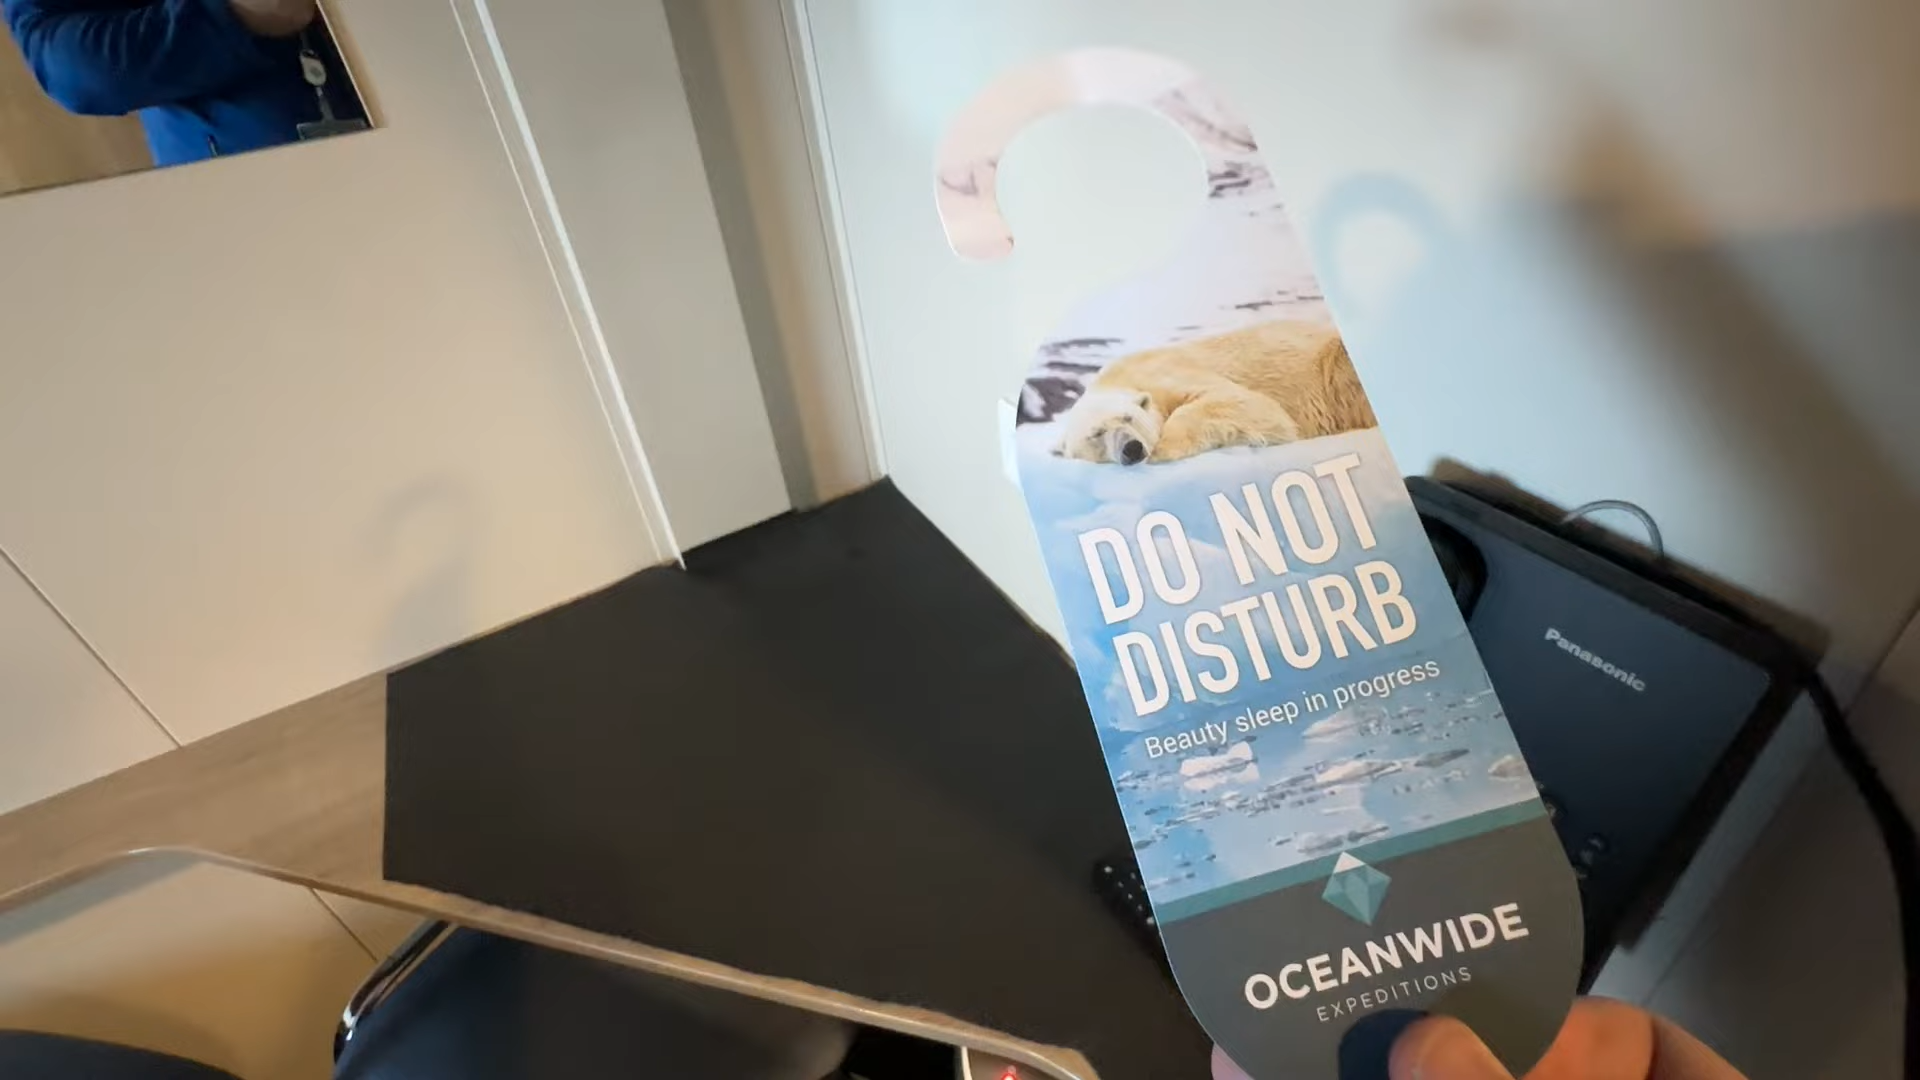 DO NOT
DISTURB
Beauty sleep in progress
OCEANWIDE
EXPEDITIONS
Panasonic